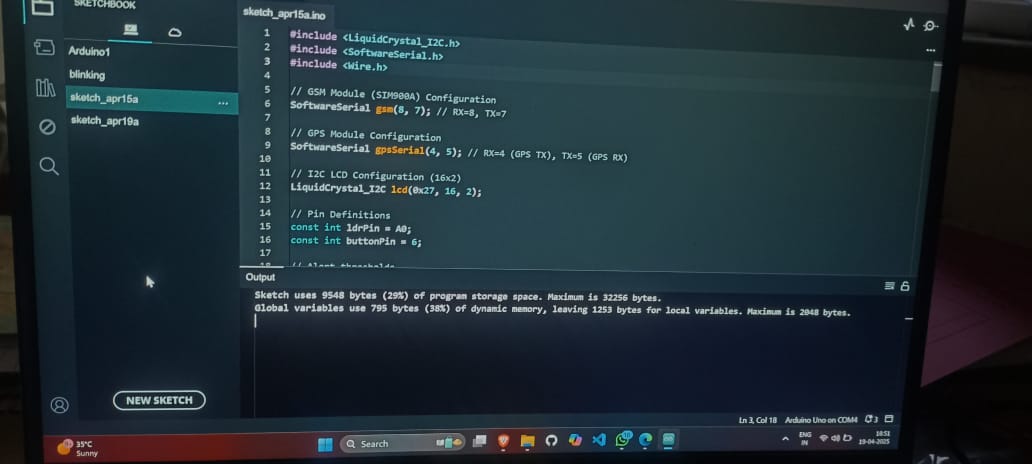 SKETCHBOOK
Arduino1
blinking
sketch_apr15a
...
sketch_apr19a
NEW SKETCH
sketch_apr15a.ino
...
1 #include <LiquidCrystal_I2C.h>
2 #include <SoftwareSerial.h>
3 #include <Wire.h>
4
5 // GSM Module (SIM900A) Configuration
6 SoftwareSerial gsm(8, 7); // RX=8, TX=7
7
8 // GPS Module Configuration
9 SoftwareSerial gpsSerial(4, 5); // RX=4 (GPS TX), TX=5 (GPS RX)
10
11 // I2C LCD Configuration (16x2)
12 LiquidCrystal_I2C lcd(0x27, 16, 2);
13
14 // Pin Definitions
15 const int ldrPin = A0;
16 const int buttonPin = 6;
17
18 // Alert thresholds
Output
Sketch uses 9548 bytes (29%) of program storage space. Maximum is 32256 bytes.
Global variables use 795 bytes (38%) of dynamic memory, leaving 1253 bytes for local variables. Maximum is 2048 bytes.
Ln 3, Col 18 Arduino Uno on COM4 3
35°C
Sunny
Search
ENG
IN
18:51
19-04-2025